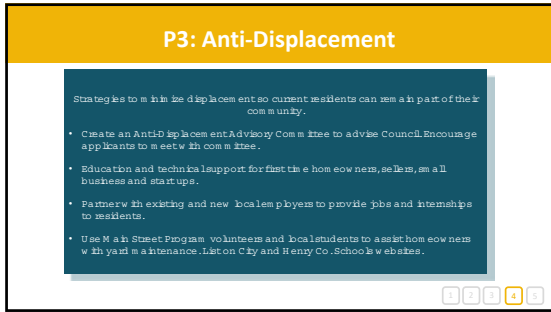 P3: Anti-Displacement
Strategies to minimize displacement so current residents can remain part of their
community.
• Create an Anti-Displacement Advisory Committee to advise Council. Encourage
applicants to meet with committee.
• Education and technical support for first time homeowners, sellers, small
business and startups.
• Partner with existing and new local employers to provide jobs and internships
to residents.
• Use Main Street Program volunteers and local students to assist homeowners
with yard maintenance. List on City and Henry Co. Schools websites.
1 2 3 4 5